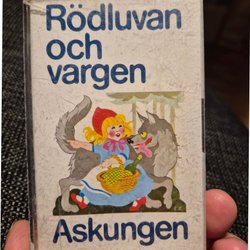 Rödluvan
och
vargen
Askungen